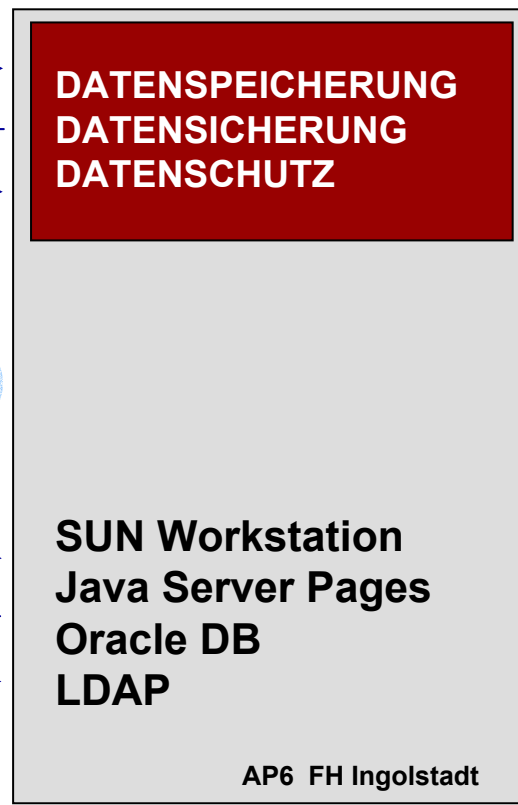 DATENSPEICHERUNG
DATENSICHERUNG
DATENSCHUTZ
SUN Workstation
Java Server Pages
Oracle DB
LDAP
AP6 FH Ingolstadt